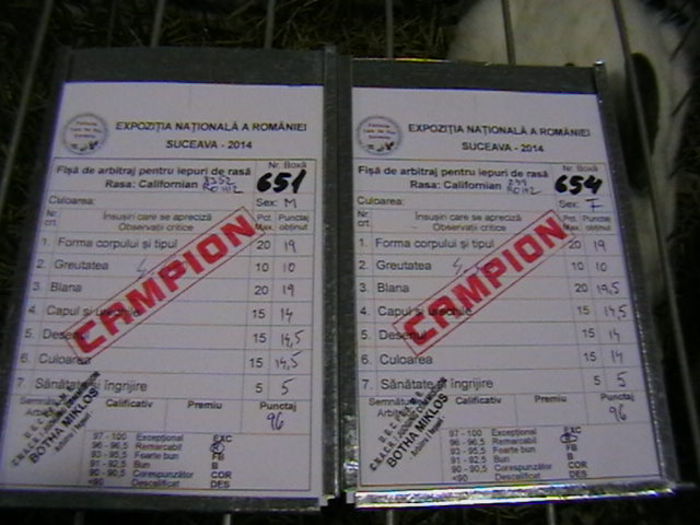 EXPOZIȚIA NAȚIONALĂ A ROMÂNIEI
SUCEAVA - 2014
Fișă de arbitraj pentru iepuri de rasă
Nr. Boxă
651
Rasa: Californian
Culoarea:
Sex: M
Nr. crt.
Însușiri care se apreciză
Observații critice
Pct. Max.
Punctaj obținut
1. Forma corpului și tipul 20 19
2. Greutatea 10 10
3. Blana 20 19
4. Capul și urechile 15 14
5. 15 14,5
6. Culoarea 15 14,5
7. Sănătate și îngrijire 5 5
CAMPION
Semnătura
Calificativ
Premiu
Punctaj
96
BOTHA MIKLOS
97 - 100 Excepțional EXC
96 - 96,5 Remarcabil
93 - 95,5 Foarte bun FB
91 - 92,5 Bun B
90 - 90,5 Corespunzător COR
<90 Descalificat DES
EXPOZIȚIA NAȚIONALĂ A ROMÂNIEI
SUCEAVA - 2014
Fișă de arbitraj pentru iepuri de rasă
Nr. Boxă
654
Rasa: Californian
Culoarea:
Sex: F
Nr. crt.
Însușiri care se apreciză
Observații critice
Pct. Max.
Punctaj obținut
1. Forma corpului și tipul 20 19
2. Greutatea 10 10
3. Blana 20 19,5
4. Capul și urechile 15 14,5
5. Desenul 15 14
6. Culoarea 15 14
7. Sănătate și îngrijire 5 5
CAMPION
Semnătura
Calificativ
Premiu
Punctaj
96
BOTHA MIKLOS
97 - 100 Excepțional EXC
96 - 96,5 Remarcabil
93 - 95,5 Foarte bun FB
91 - 92,5 Bun B
90 - 90,5 Corespunzător COR
<90 Descalificat DES